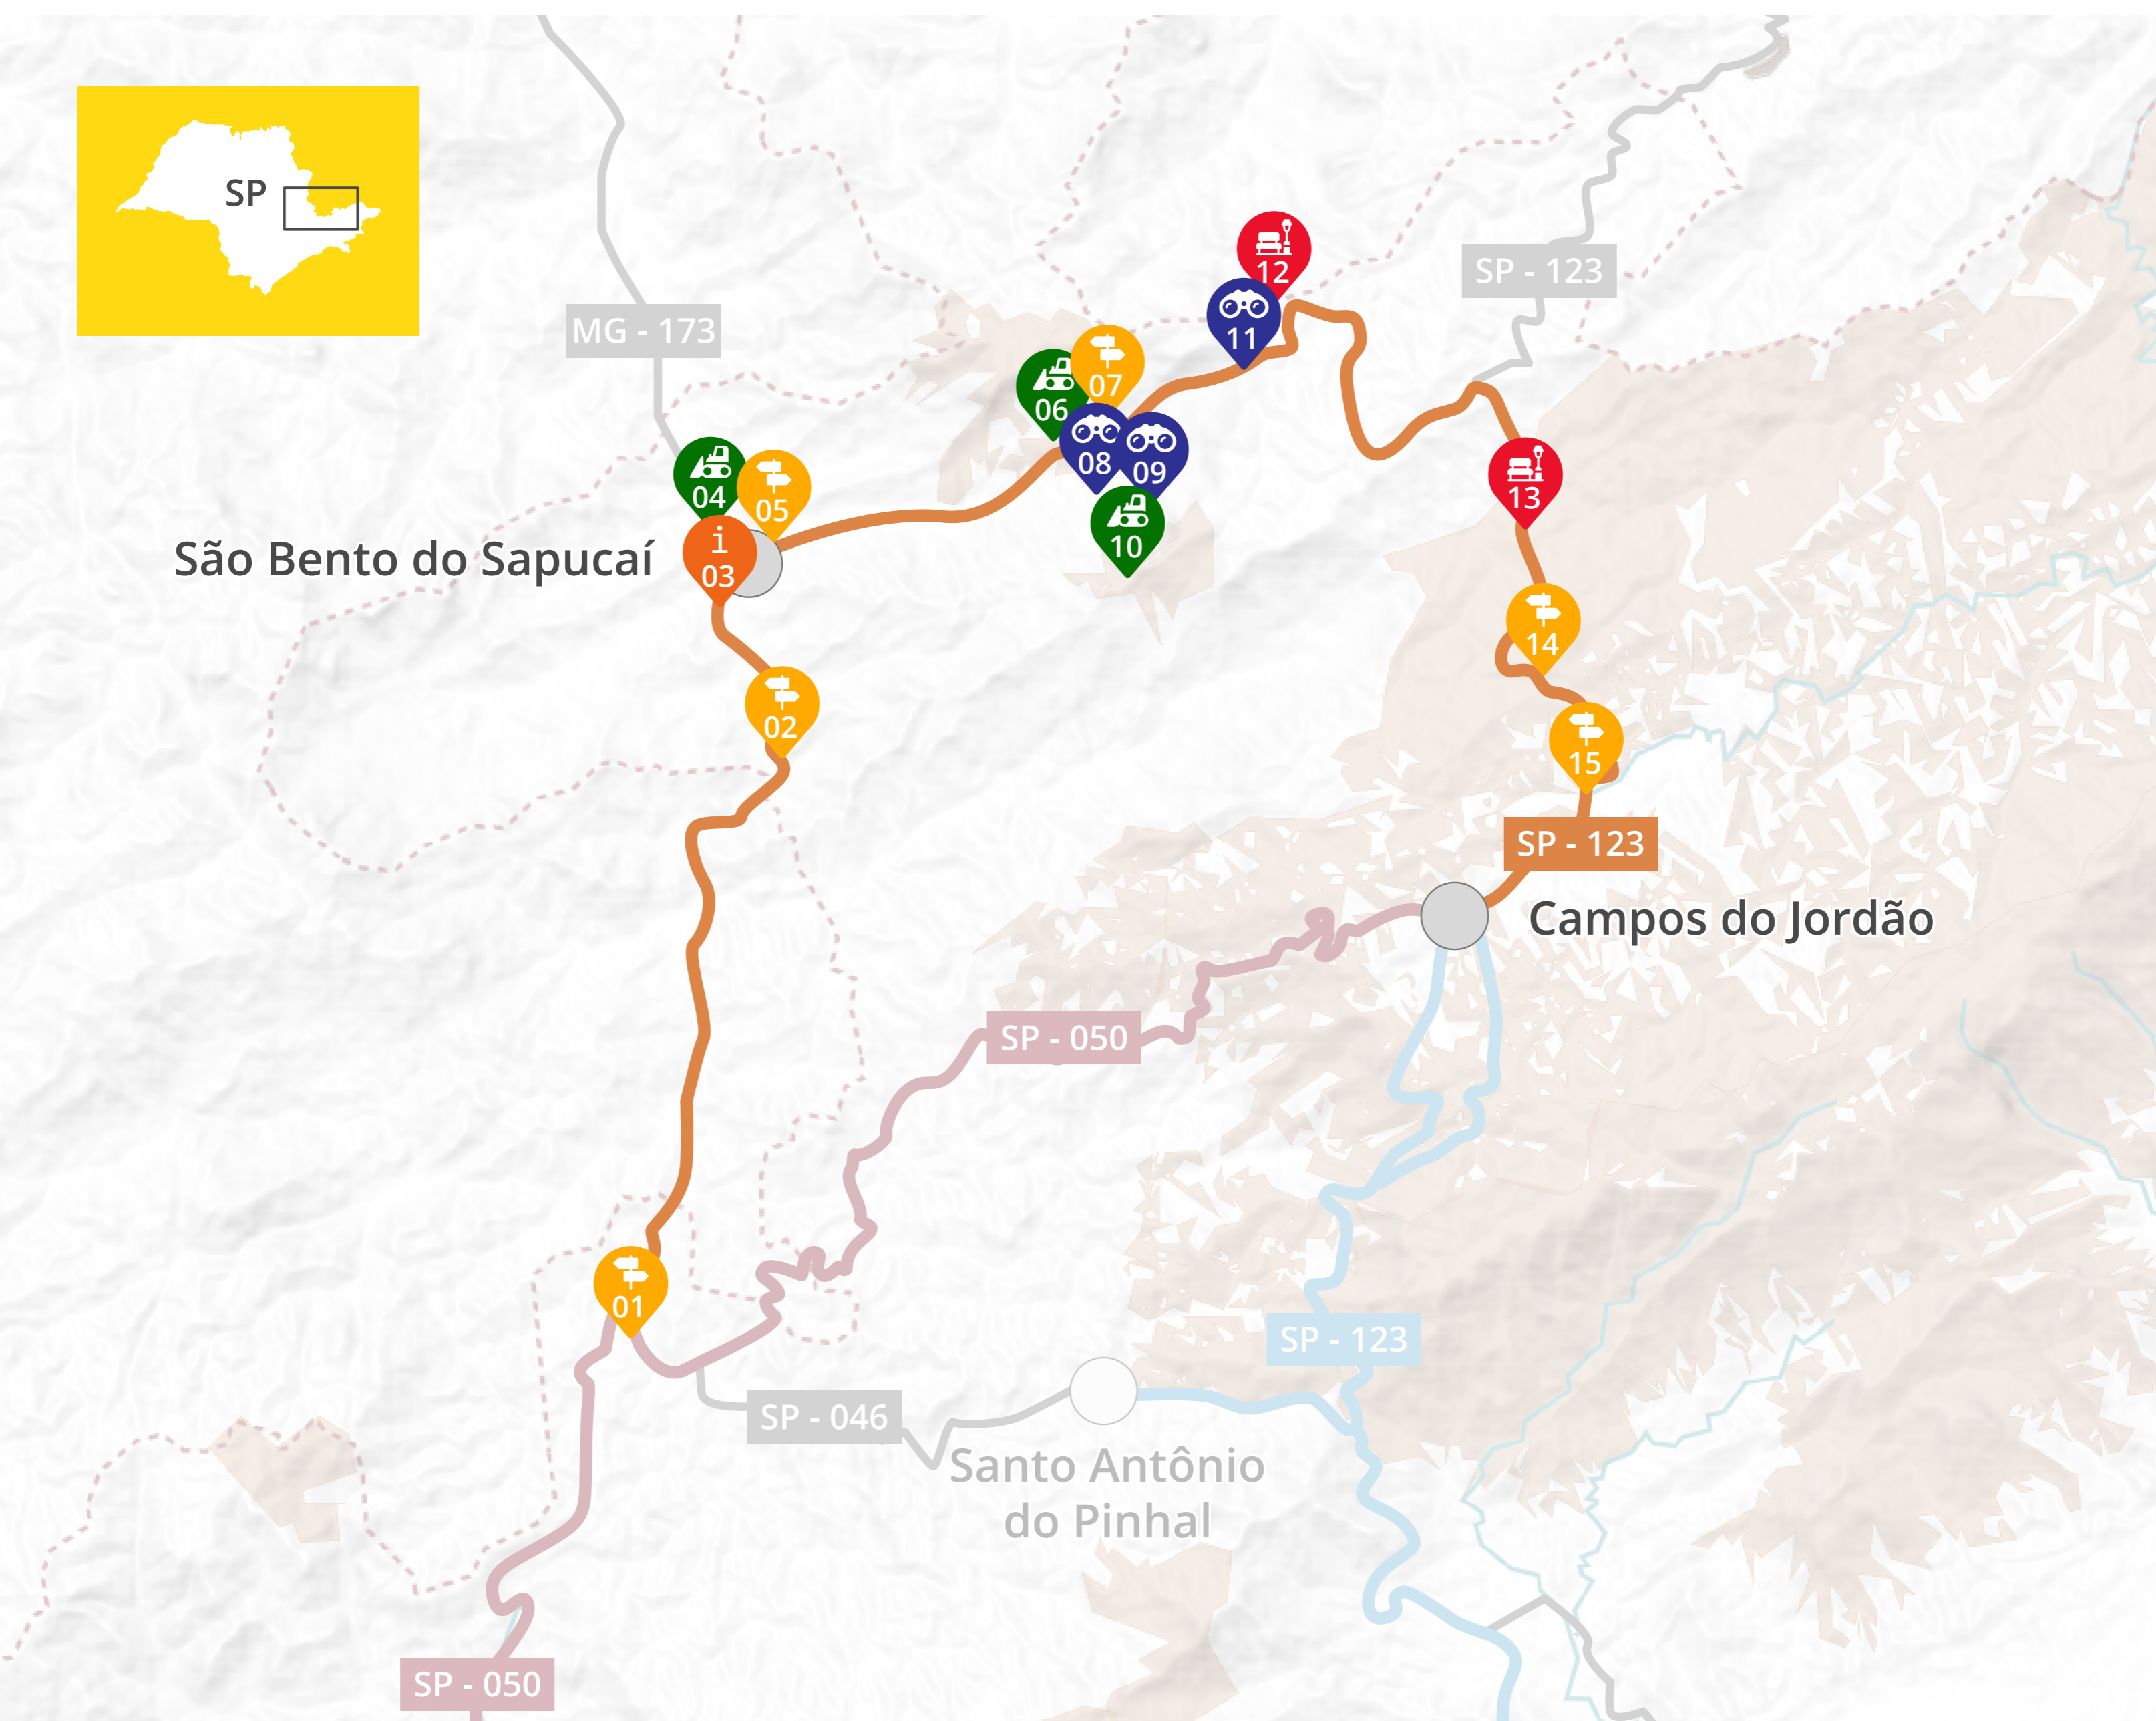 SP
12
SP - 123
11
MG - 173
07
06
08
09
04
05
13
10
São Bento do Sapucaí
i
03
14
02
15
SP - 123
Campos do Jordão
SP - 050
01
SP - 123
SP - 046
Santo Antônio
do Pinhal
SP - 050